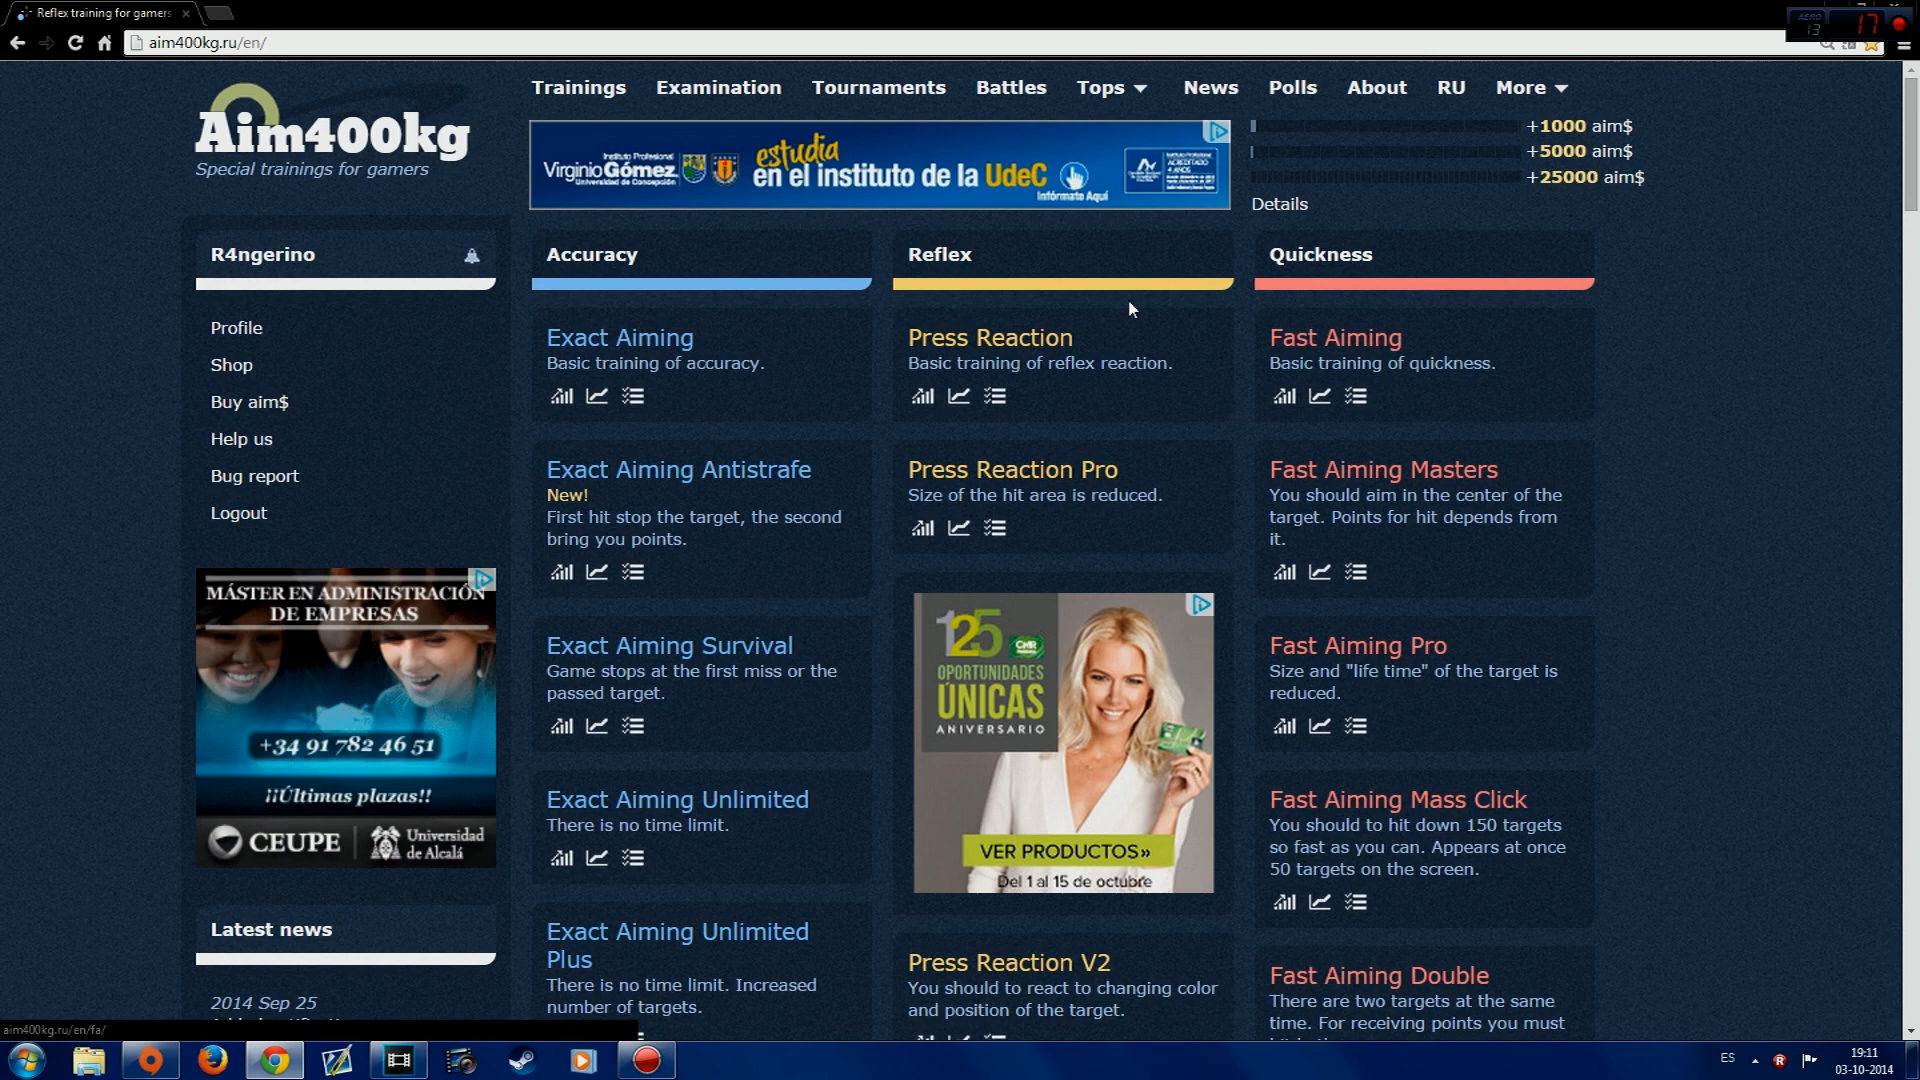 Reflex training for gamers
aim400kg.ru/en/
AERO
13
17
Aim400kg
Special trainings for gamers
Trainings Examination Tournaments Battles Tops News Polls About RU More
Instituto Profesional
Virginio Gómez
Universidad de Concepción
estudia
en el instituto de la UdeC
Infórmate Aquí
+1000 aim$
+5000 aim$
+25000 aim$
Details
R4ngerino
Profile
Shop
Buy aim$
Help us
Bug report
Logout
MÁSTER EN ADMINISTRACIÓN
DE EMPRESAS
+34 91 782 46 51
¡¡Últimas plazas!!
CEUPE
Universidad
de Alcalá
Latest news
2014 Sep 25
Accuracy
Exact Aiming
Basic training of accuracy.
Exact Aiming Antistrafe
New!
First hit stop the target, the second
bring you points.
Exact Aiming Survival
Game stops at the first miss or the
passed target.
Exact Aiming Unlimited
There is no time limit.
Exact Aiming Unlimited
Plus
There is no time limit. Increased
number of targets.
Reflex
Press Reaction
Basic training of reflex reaction.
Press Reaction Pro
Size of the hit area is reduced.
125
CMR
OPORTUNIDADES
ÚNICAS
ANIVERSARIO
VER PRODUCTOS»
Del 1 al 15 de octubre
Press Reaction V2
You should to react to changing color
and position of the target.
Quickness
Fast Aiming
Basic training of quickness.
Fast Aiming Masters
You should aim in the center of the
target. Points for hit depends from
it.
Fast Aiming Pro
Size and "life time" of the target is
reduced.
Fast Aiming Mass Click
You should to hit down 150 targets
so fast as you can. Appears at once
50 targets on the screen.
Fast Aiming Double
There are two targets at the same
time. For receiving points you must
aim400kg.ru/en/fa/
ES
19:11
03-10-2014